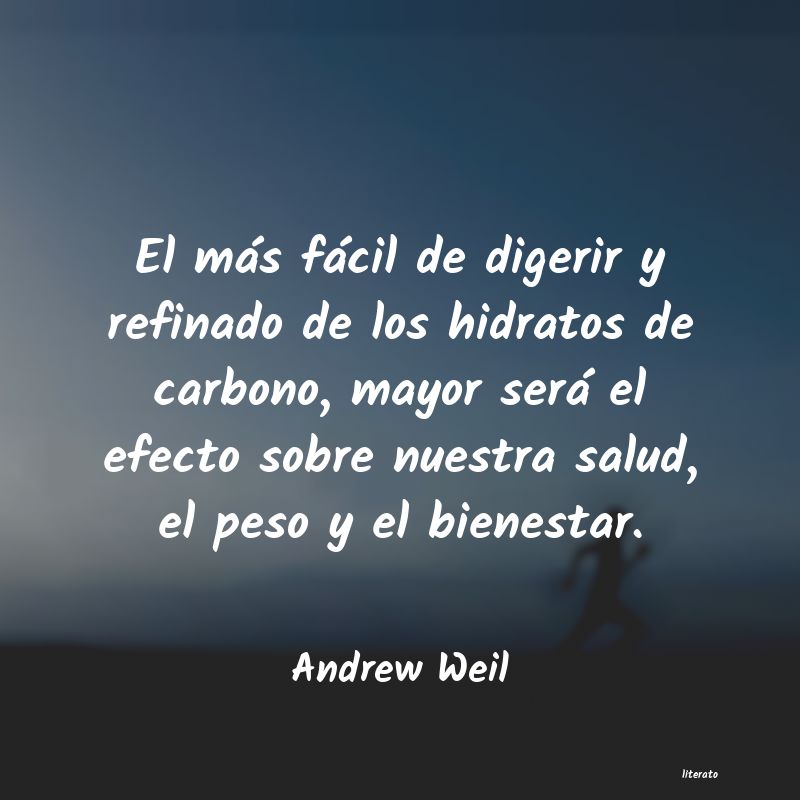 El más fácil de digerir y
refinado de los hidratos de
carbono, mayor será el
efecto sobre nuestra salud,
el peso y el bienestar.
Andrew Weil
literato